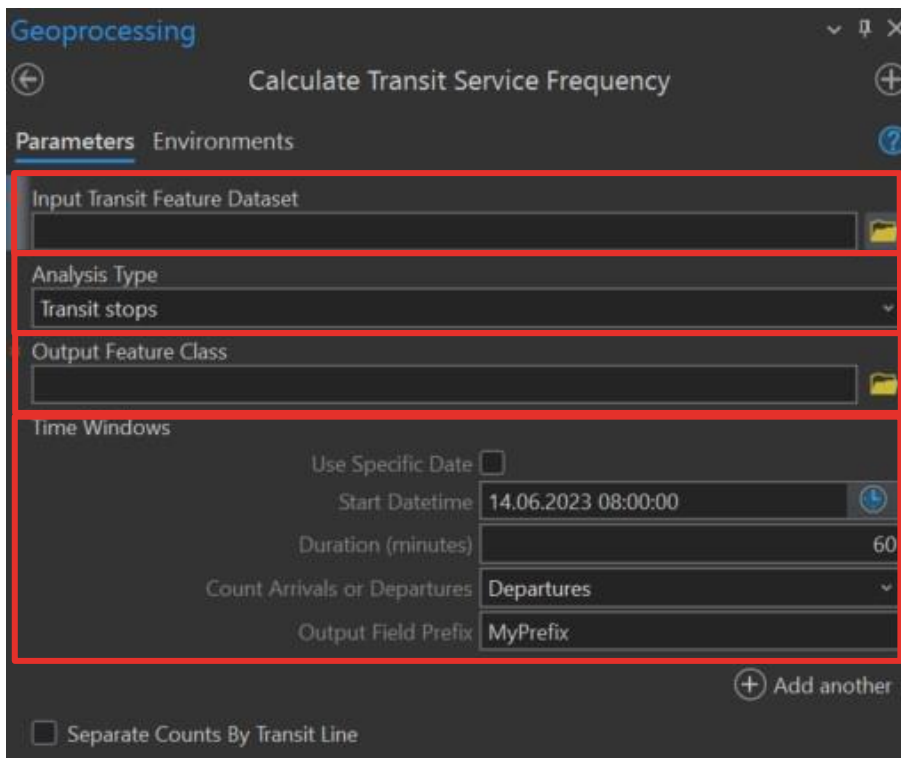 Geoprocessing
Calculate Transit Service Frequency
Parameters Environments
Input Transit Feature Dataset
Analysis Type
Transit stops
Output Feature Class
Time Windows
Use Specific Date
Start Datetime 14.06.2023 08:00:00
Duration (minutes) 60
Count Arrivals or Departures Departures
Output Field Prefix MyPrefix
Add another
Separate Counts By Transit Line